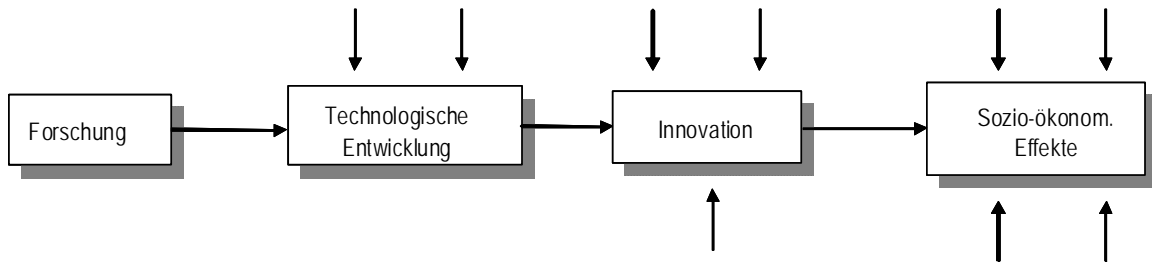 Forschung
Technologische
Entwicklung
Innovation
Sozio-ökonom.
Effekte